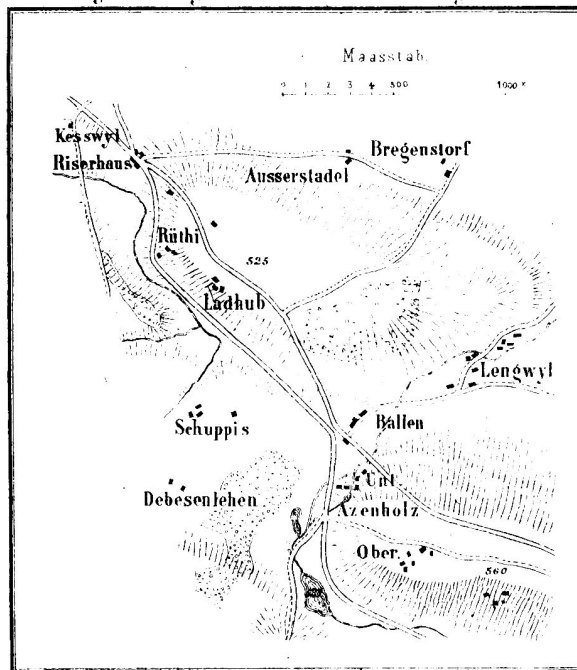 Maasstab.
0 1 2 3 4 500 1000 x
Kesswyl
Riserhaus
Bregenstorf
Ausserstadel
Rüthi
525
Ladhub
Lengwyl
Ballen
Schuppis
Unt.
Debesenlehen
Azenholz
Ober.
560